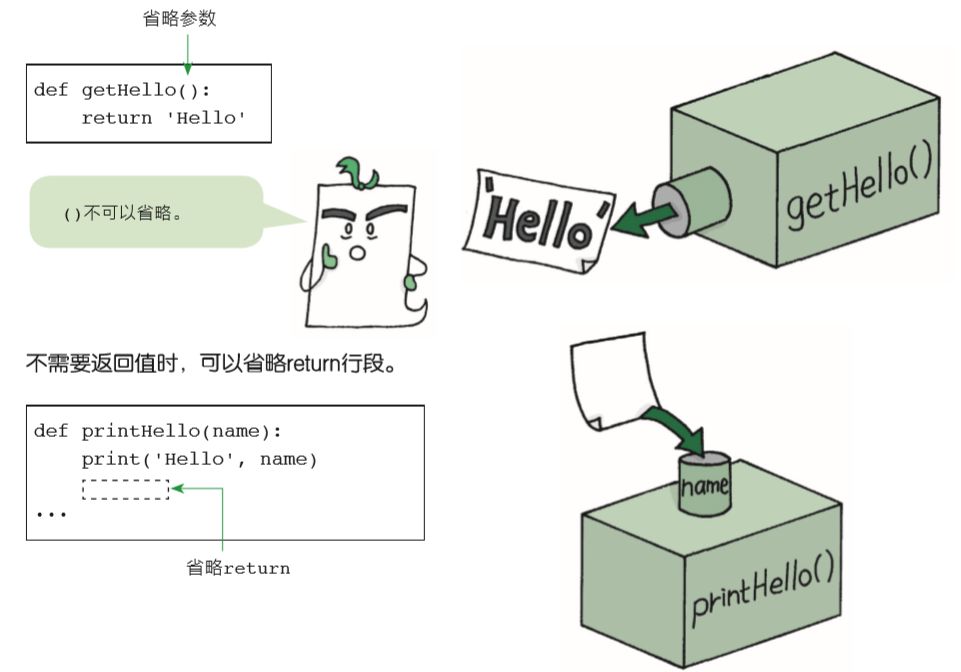 省略参数
def getHello():
    return 'Hello'
()不可以省略。
'Hello'
getHello()
不需要返回值时，可以省略return行段。
def printHello(name):
    print('Hello', name)
...
省略return
name
printHello()